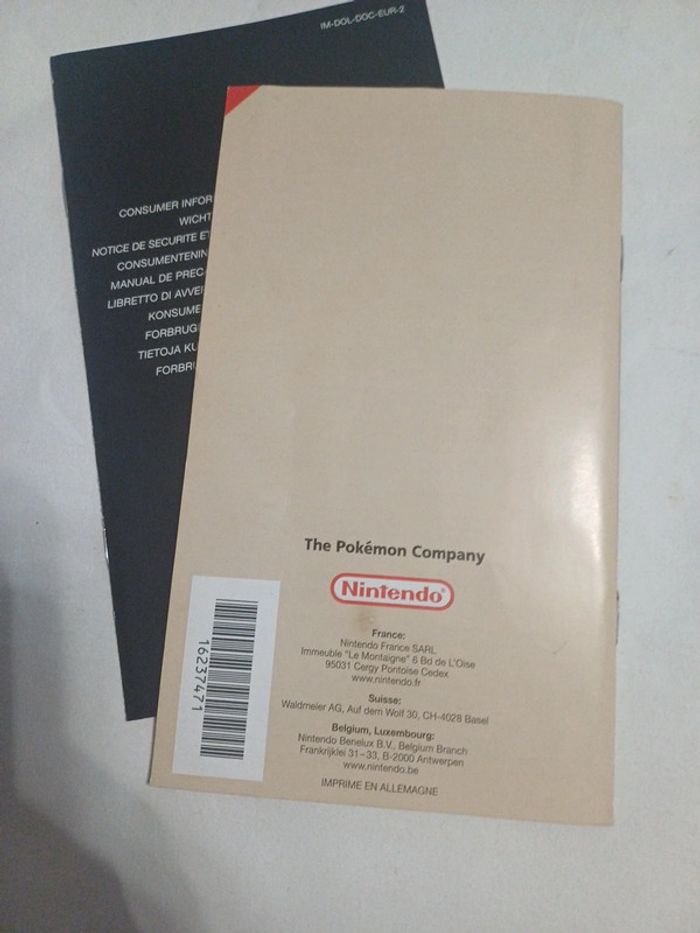 IM-DOL-DOC-EUR-2
CONSUMER INFOR
WICHT
NOTICE DE SECURITE ET
CONSUMENTENIN
MANUAL DE PREC
LIBRETTO DI AVVE
KONSUME
FORBRUG
TIETOJA KU
FORBR
The Pokémon Company
Nintendo®
France:
Nintendo France SARL
Immeuble "Le Montaigne" 6 Bd de L'Oise
95031 Cergy Pontoise Cedex
www.nintendo.fr
Suisse:
Waldmeier AG, Auf dem Wolf 30, CH-4028 Basel
Belgium, Luxembourg:
Nintendo Benelux B.V., Belgium Branch
Frankrijklei 31–33, B-2000 Antwerpen
www.nintendo.be
IMPRIME EN ALLEMAGNE
16237471